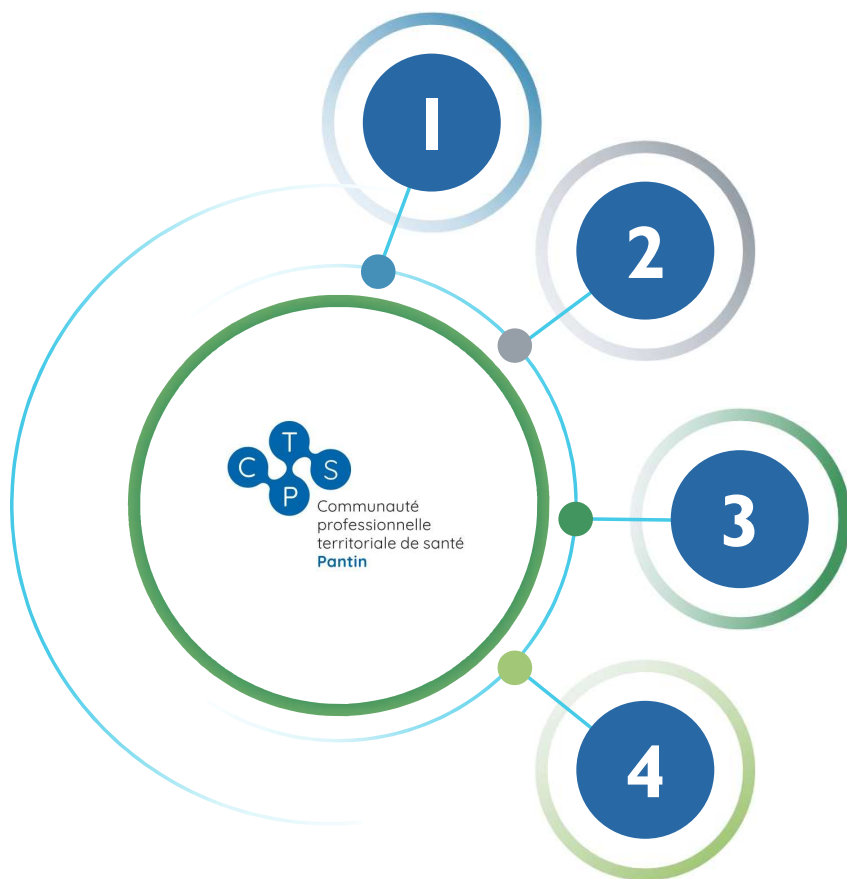 1
2
3
4
C
T
P
S
Communauté
professionnelle
territoriale de santé
Pantin